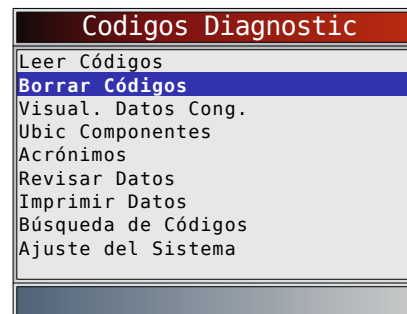 Codigos Diagnostic
Leer Códigos
Borrar Códigos
Visual. Datos Cong.
Ubic Componentes
Acrónimos
Revisar Datos
Imprimir Datos
Búsqueda de Códigos
Ajuste del Sistema